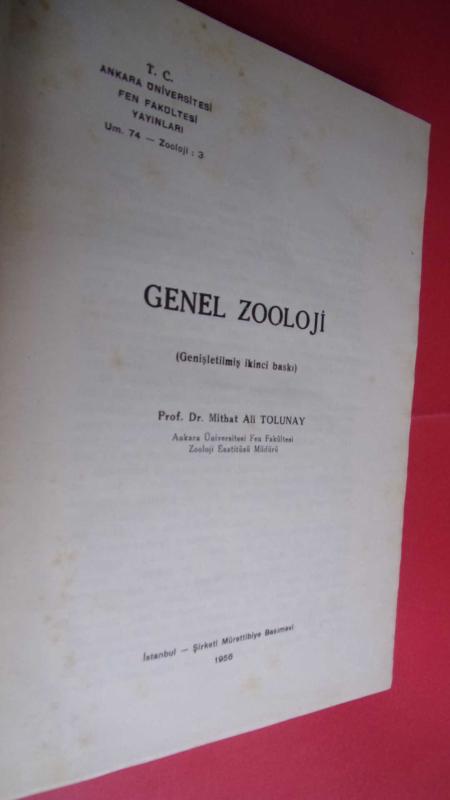 T. C.
ANKARA ÜNİVERSİTESİ
FEN FAKÜLTESİ
YAYINLARI
Um. 74 — Zooloji : 3
GENEL ZOOLOJİ
(Genişletilmiş ikinci baskı)
Prof. Dr. Mithat Ali TOLUNAY
Ankara Üniversitesi Fen Fakültesi
Zooloji Enstitüsü Müdürü
İstanbul — Şirketi Mürettibiye Basımevi
1956